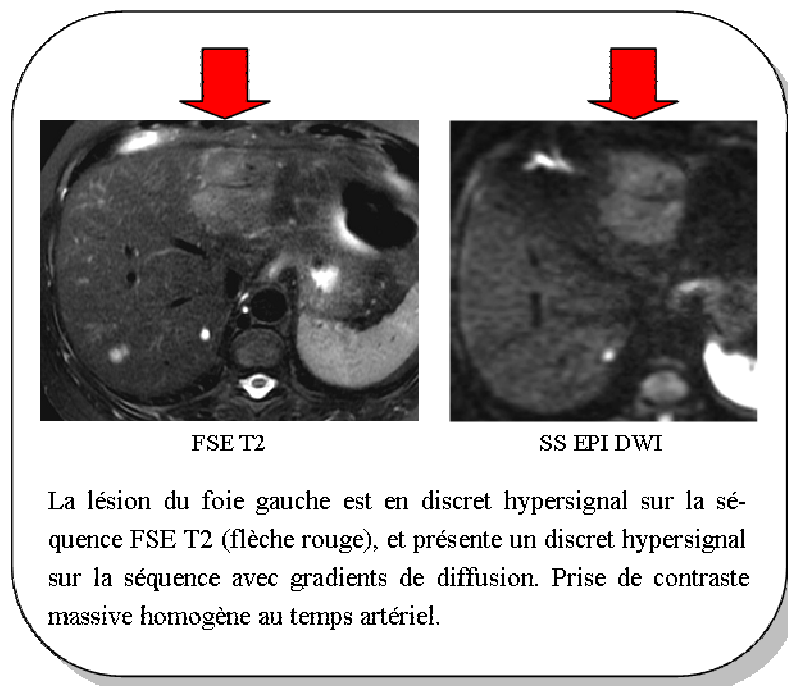 FSE T2
SS EPI DWI
La lésion du foie gauche est en discret hypersignal sur la sé-
quence FSE T2 (flèche rouge), et présente un discret hypersignal
sur la séquence avec gradients de diffusion. Prise de contraste
massive homogène au temps artériel.